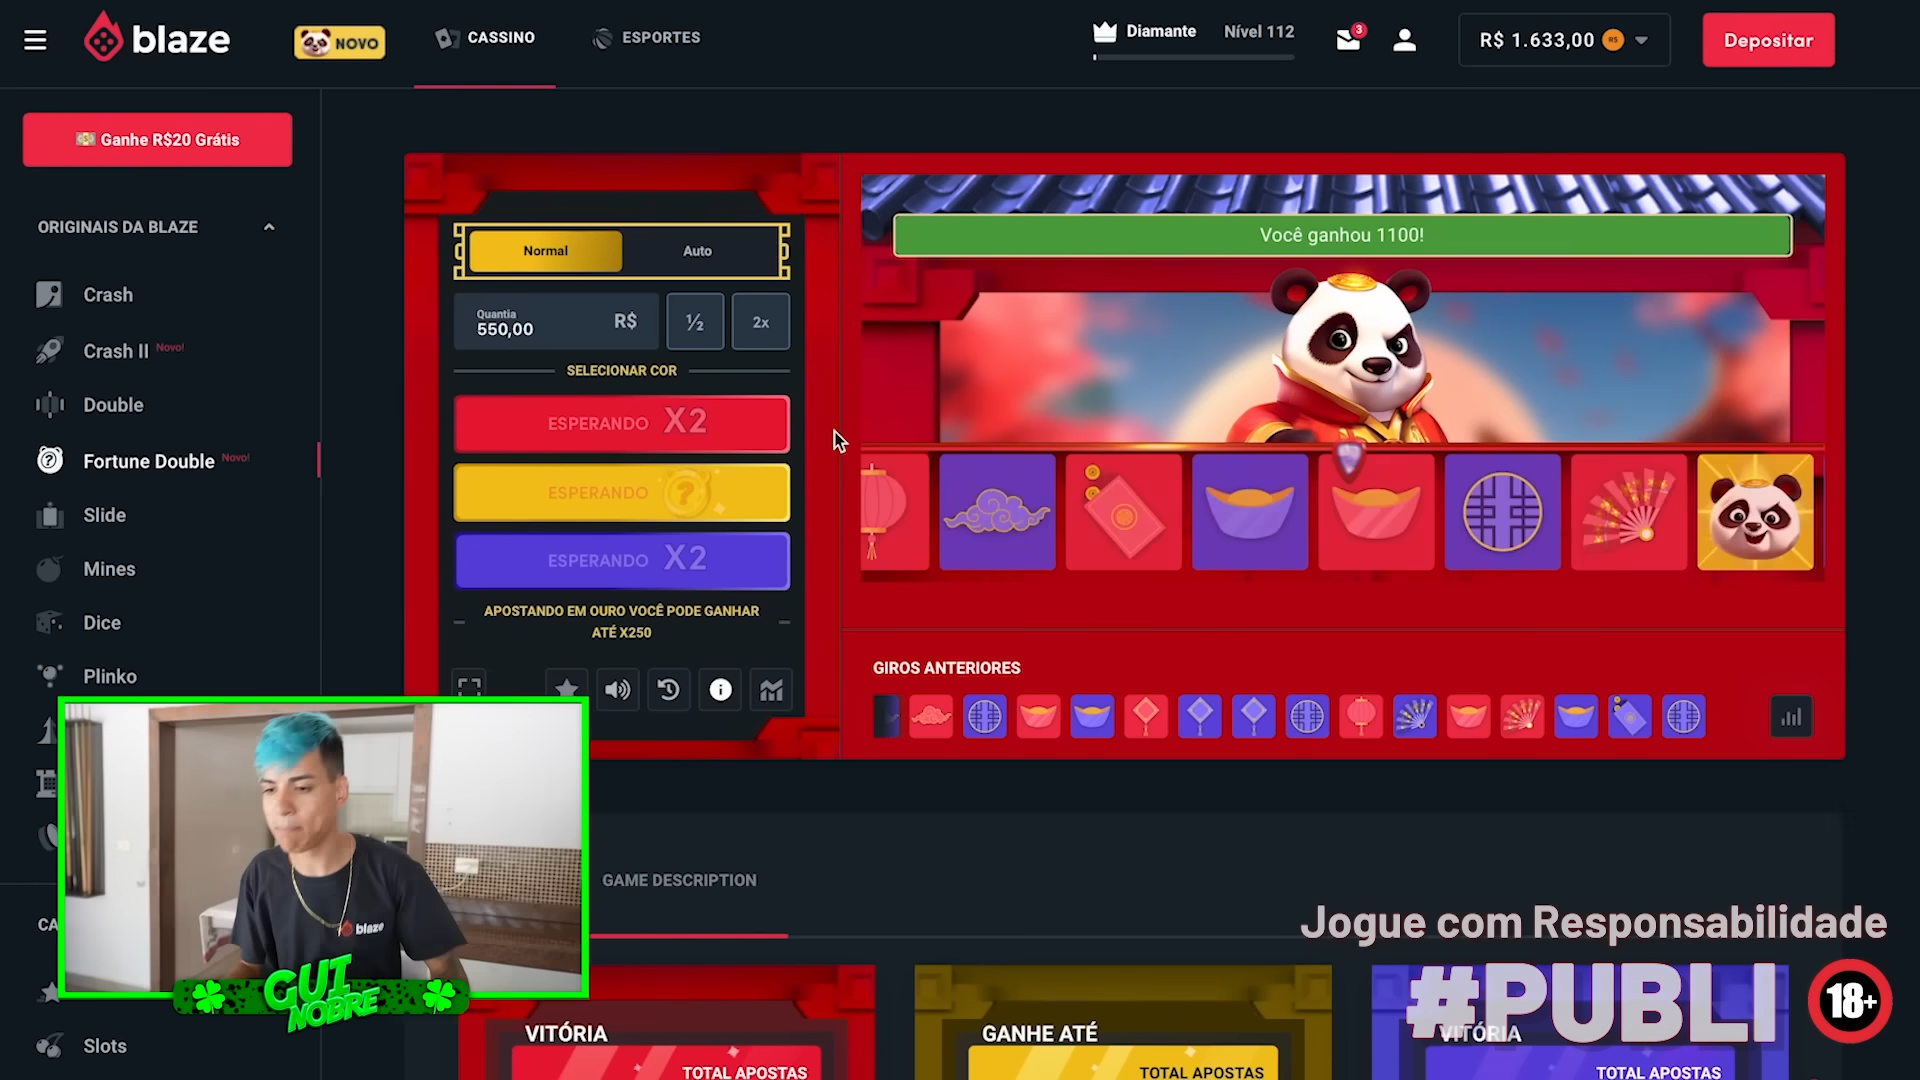 blaze
NOVO
CASSINO
ESPORTES
Diamante
Nível 112
3
R$ 1.633,00
R$
Depositar
Ganhe R$20 Grátis
ORIGINAIS DA BLAZE
Crash
Crash II Novo!
Double
Fortune Double Novo!
Slide
Mines
Dice
Plinko
CA
Slots
Normal
Auto
Quantia
550,00
R$
½
2x
SELECIONAR COR
ESPERANDO X2
ESPERANDO ?
ESPERANDO X2
APOSTANDO EM OURO VOCÊ PODE GANHAR
ATÉ X250
Você ganhou 1100!
GIROS ANTERIORES
GAME DESCRIPTION
blaze
GUI
NOBRE
Jogue com Responsabilidade
#PUBLI
18+
VITÓRIA
TOTAL APOSTAS
GANHE ATÉ
TOTAL APOSTAS
VITÓRIA
TOTAL APOSTAS